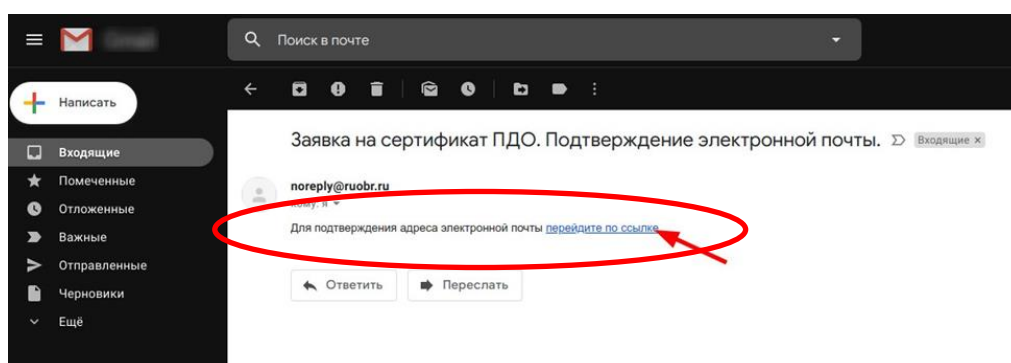 Поиск в почте
Написать
Входящие
Помеченные
Отложенные
Важные
Отправленные
Черновики
Ещё
Заявка на сертификат ПДО. Подтверждение электронной почты. Входящие ×
noreply@ruobr.ru
кому: я
Для подтверждения адреса электронной почты перейдите по ссылке
Ответить Переслать